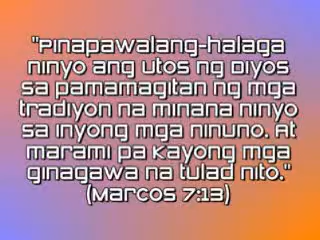 "Pinapawalang-halaga
ninyo ang utos ng Diyos
sa pamamagitan ng mga
tradiyon na minana ninyo
sa inyong mga ninuno. At
marami pa kayong mga
ginagawa na tulad nito."
(Marcos 7:13)